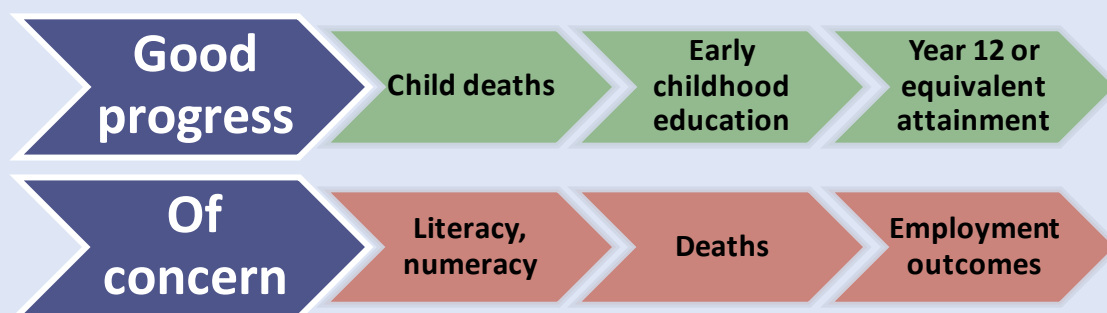 Good
progress
Child deaths
Early
childhood
education
Year 12 or
equivalent
attainment
Of
concern
Literacy,
numeracy
Deaths
Employment
outcomes